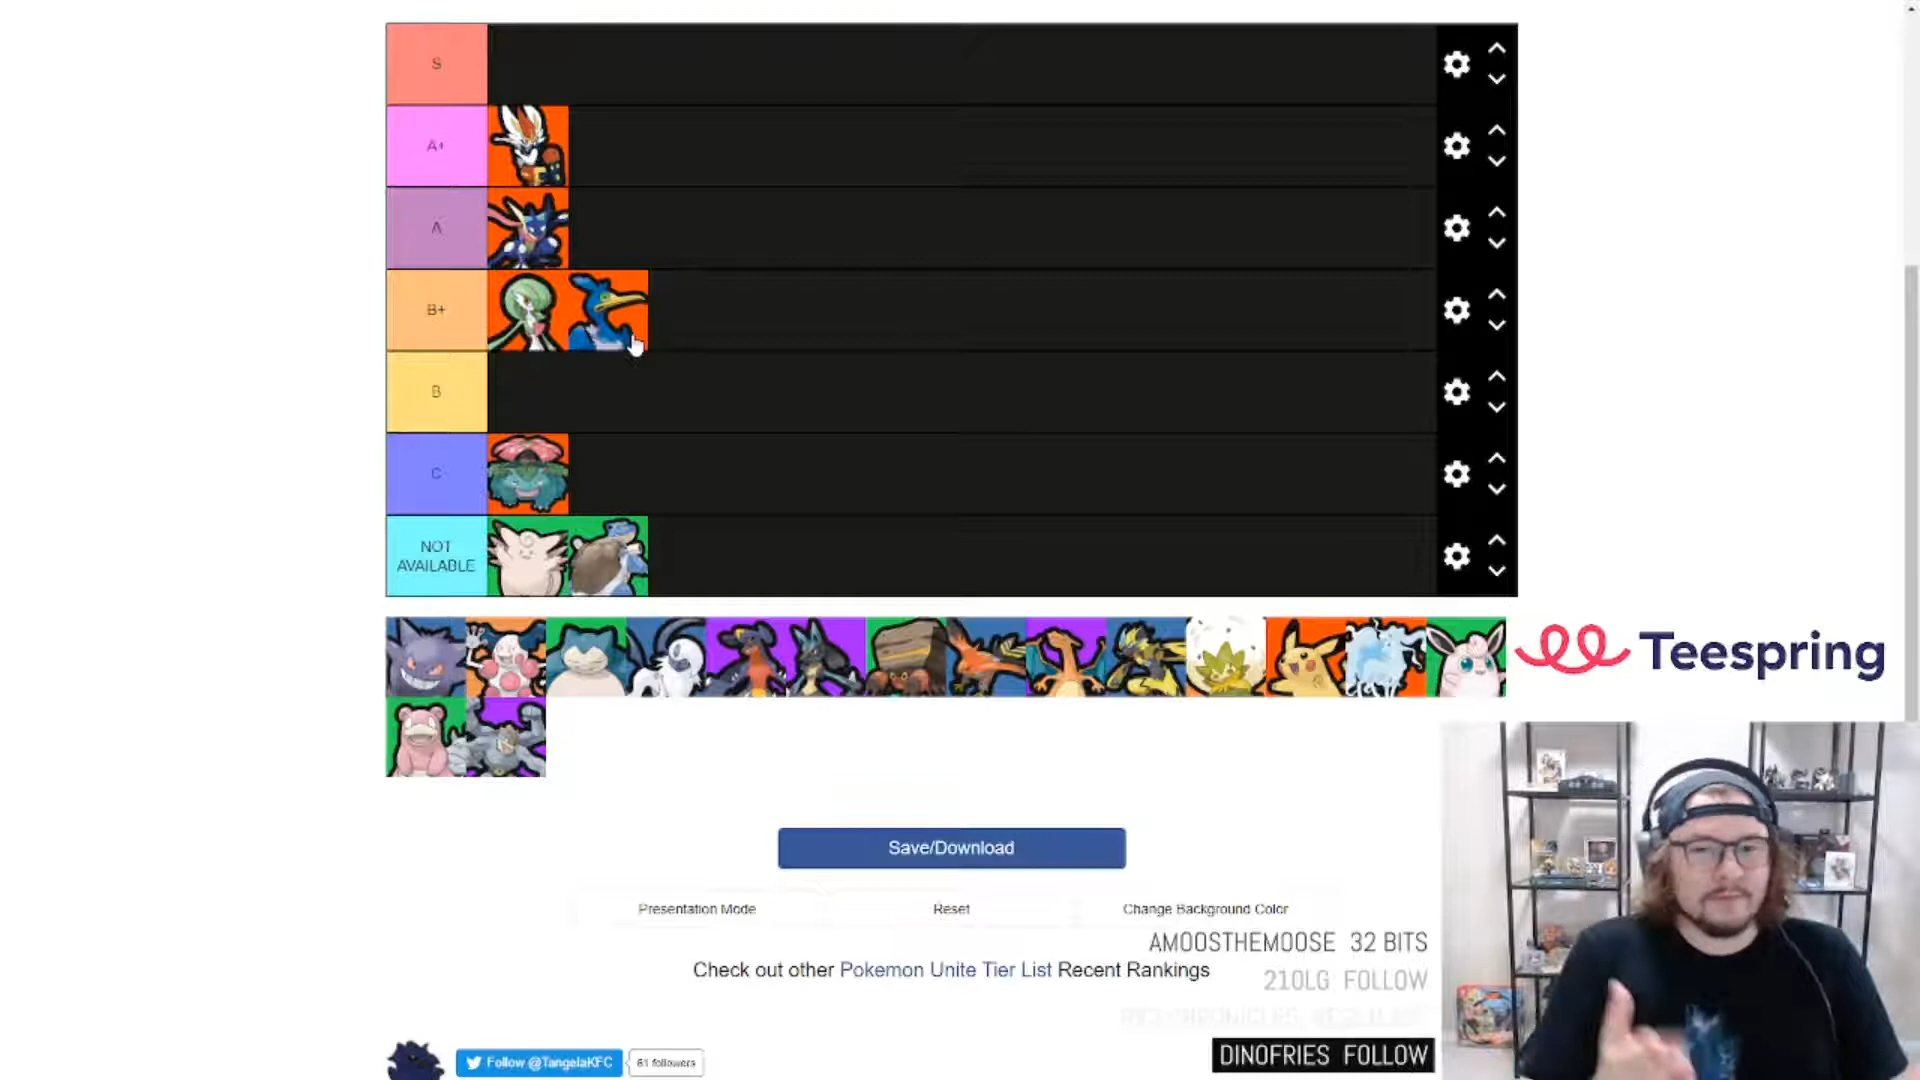 S
A+
A
B+
B
C
NOT
AVAILABLE
Teespring
Save/Download
Presentation Mode
Reset
Change Background Color
AMOOSTHEMOOSE 32 BITS
Check out other Pokemon Unite Tier List Recent Rankings
210LG FOLLOW
DINOFRIES FOLLOW
Follow @TangelaKFC
61 followers